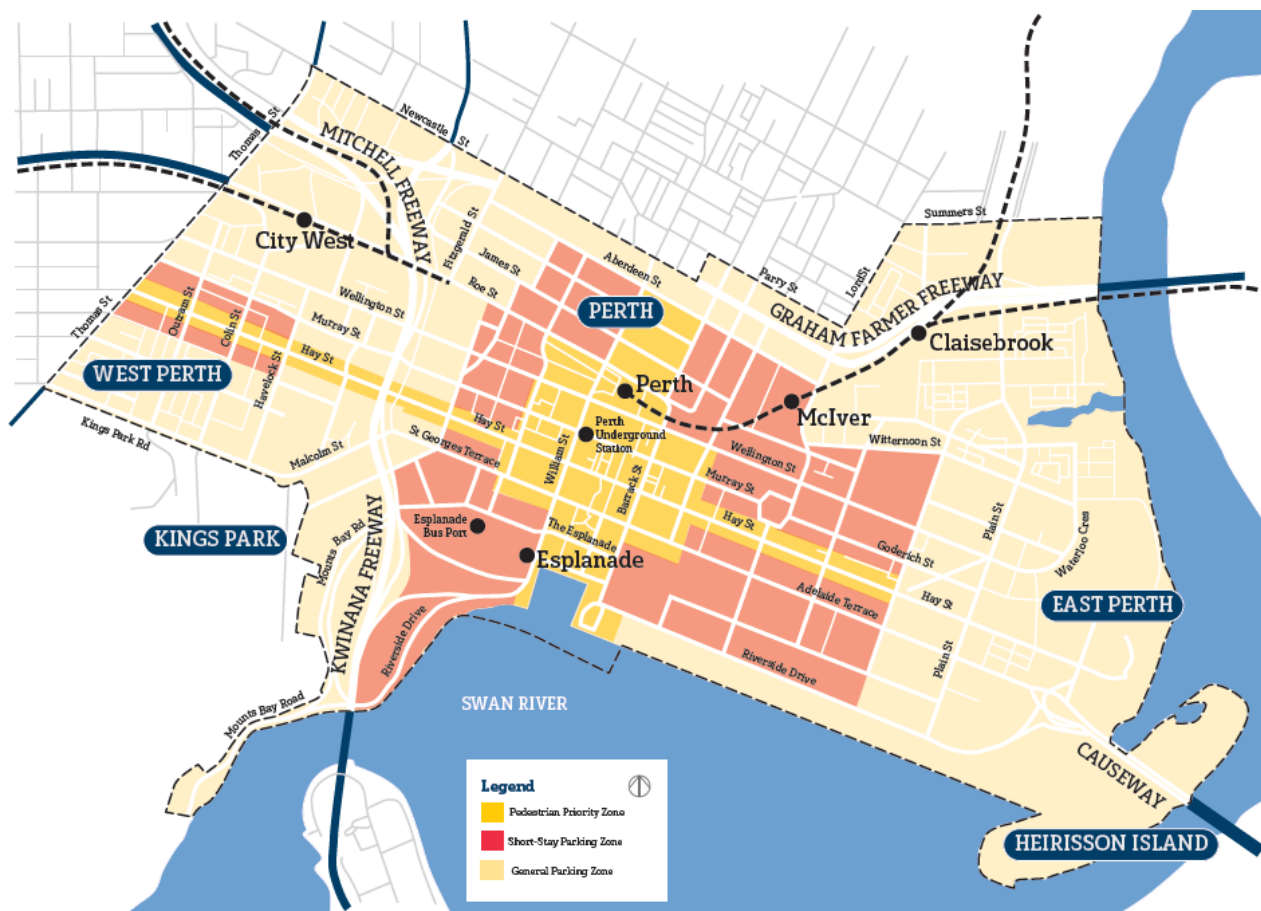 Newcastle St
Thomas St
MITCHELL FREEWAY
Summers St
City West
Fitzgerald St
James St
Aberdeen St
Parry St
Lord St
Roe St
GRAHAM FARMER FREEWAY
PERTH
Thomas St
Outram St
Colin St
Wellington St
Murray St
Hay St
Havelock St
WEST PERTH
Claisebrook
Perth
McIver
Kings Park Rd
Malcolm St
Hay St
St Georges Terrace
William St
Perth
Underground
Station
Barrack St
Wellington St
Witternoon St
Murray St
Hay St
Plain St
Waterloo Cres
KINGS PARK
Mounts Bay Rd
KWINANA FREEWAY
Esplanade
Bus Port
The Esplanade
Esplanade
Goderich St
Adelaide Terrace
Hay St
EAST PERTH
Riverside Drive
Riverside Drive
Plain St
Mounts Bay Road
SWAN RIVER
CAUSEWAY
HEIRISSON ISLAND
Legend
Pedestrian Priority Zone
Short-Stay Parking Zone
General Parking Zone